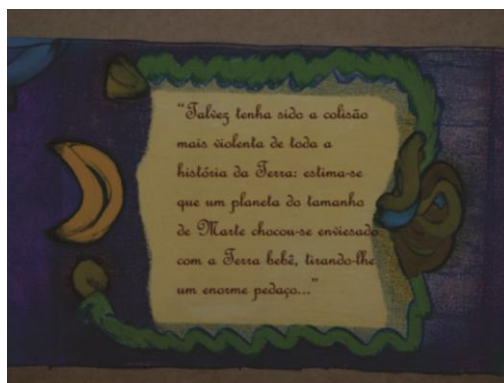 “Talvez tenha sido a colisão
mais violenta de toda a
história da Terra: estima-se
que um planeta do tamanho
de Marte chocou-se enviesado
com a Terra bebê, tirando-lhe
um enorme pedaço...”